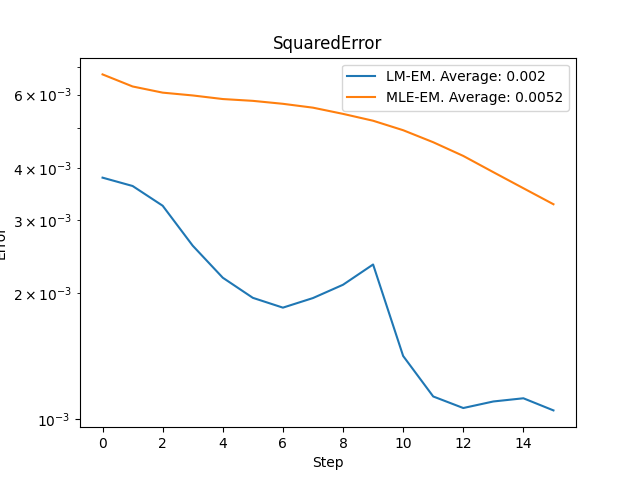 SquaredError
LM-EM. Average: 0.002
MLE-EM. Average: 0.0052
6 × 10⁻³
4 × 10⁻³
3 × 10⁻³
2 × 10⁻³
10⁻³
Error
0 2 4 6 8 10 12 14
Step